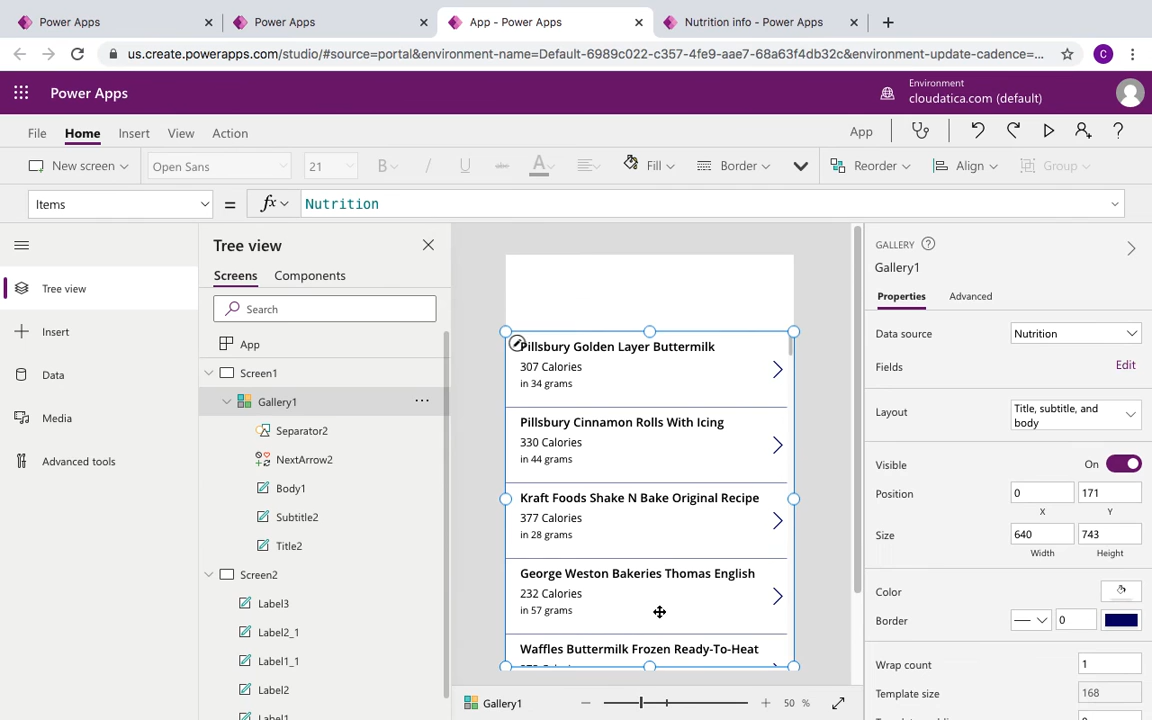 Power Apps
Power Apps
App - Power Apps
Nutrition info - Power Apps
us.create.powerapps.com/studio/#source=portal&environment-name=Default-6989c022-c357-4fe9-aae7-68a63f4db32c&environment-update-cadence=...
C
Power Apps
Environment
cloudatica.com (default)
File Home Insert View Action
App
?
New screen
Open Sans
21
B
/
U
abc
A
Fill
Border
Reorder
Align
Group
Items
=
fx
Nutrition
Tree view
Insert
Data
Media
Advanced tools
Tree view
Screens Components
Search
App
Screen1
Gallery1
...
Separator2
NextArrow2
Body1
Subtitle2
Title2
Screen2
Label3
Label2_1
Label1_1
Label2
Label1
Pillsbury Golden Layer Buttermilk
307 Calories
in 34 grams
Pillsbury Cinnamon Rolls With Icing
330 Calories
in 44 grams
Kraft Foods Shake N Bake Original Recipe
377 Calories
in 28 grams
George Weston Bakeries Thomas English
232 Calories
in 57 grams
Waffles Buttermilk Frozen Ready-To-Heat
Gallery1
50 %
GALLERY
?
Gallery1
Properties Advanced
Data source Nutrition
Fields Edit
Layout Title, subtitle, and body
Visible On
Position 0 171
X Y
Size 640 743
Width Height
Color
Border 0
Wrap count 1
Template size 168